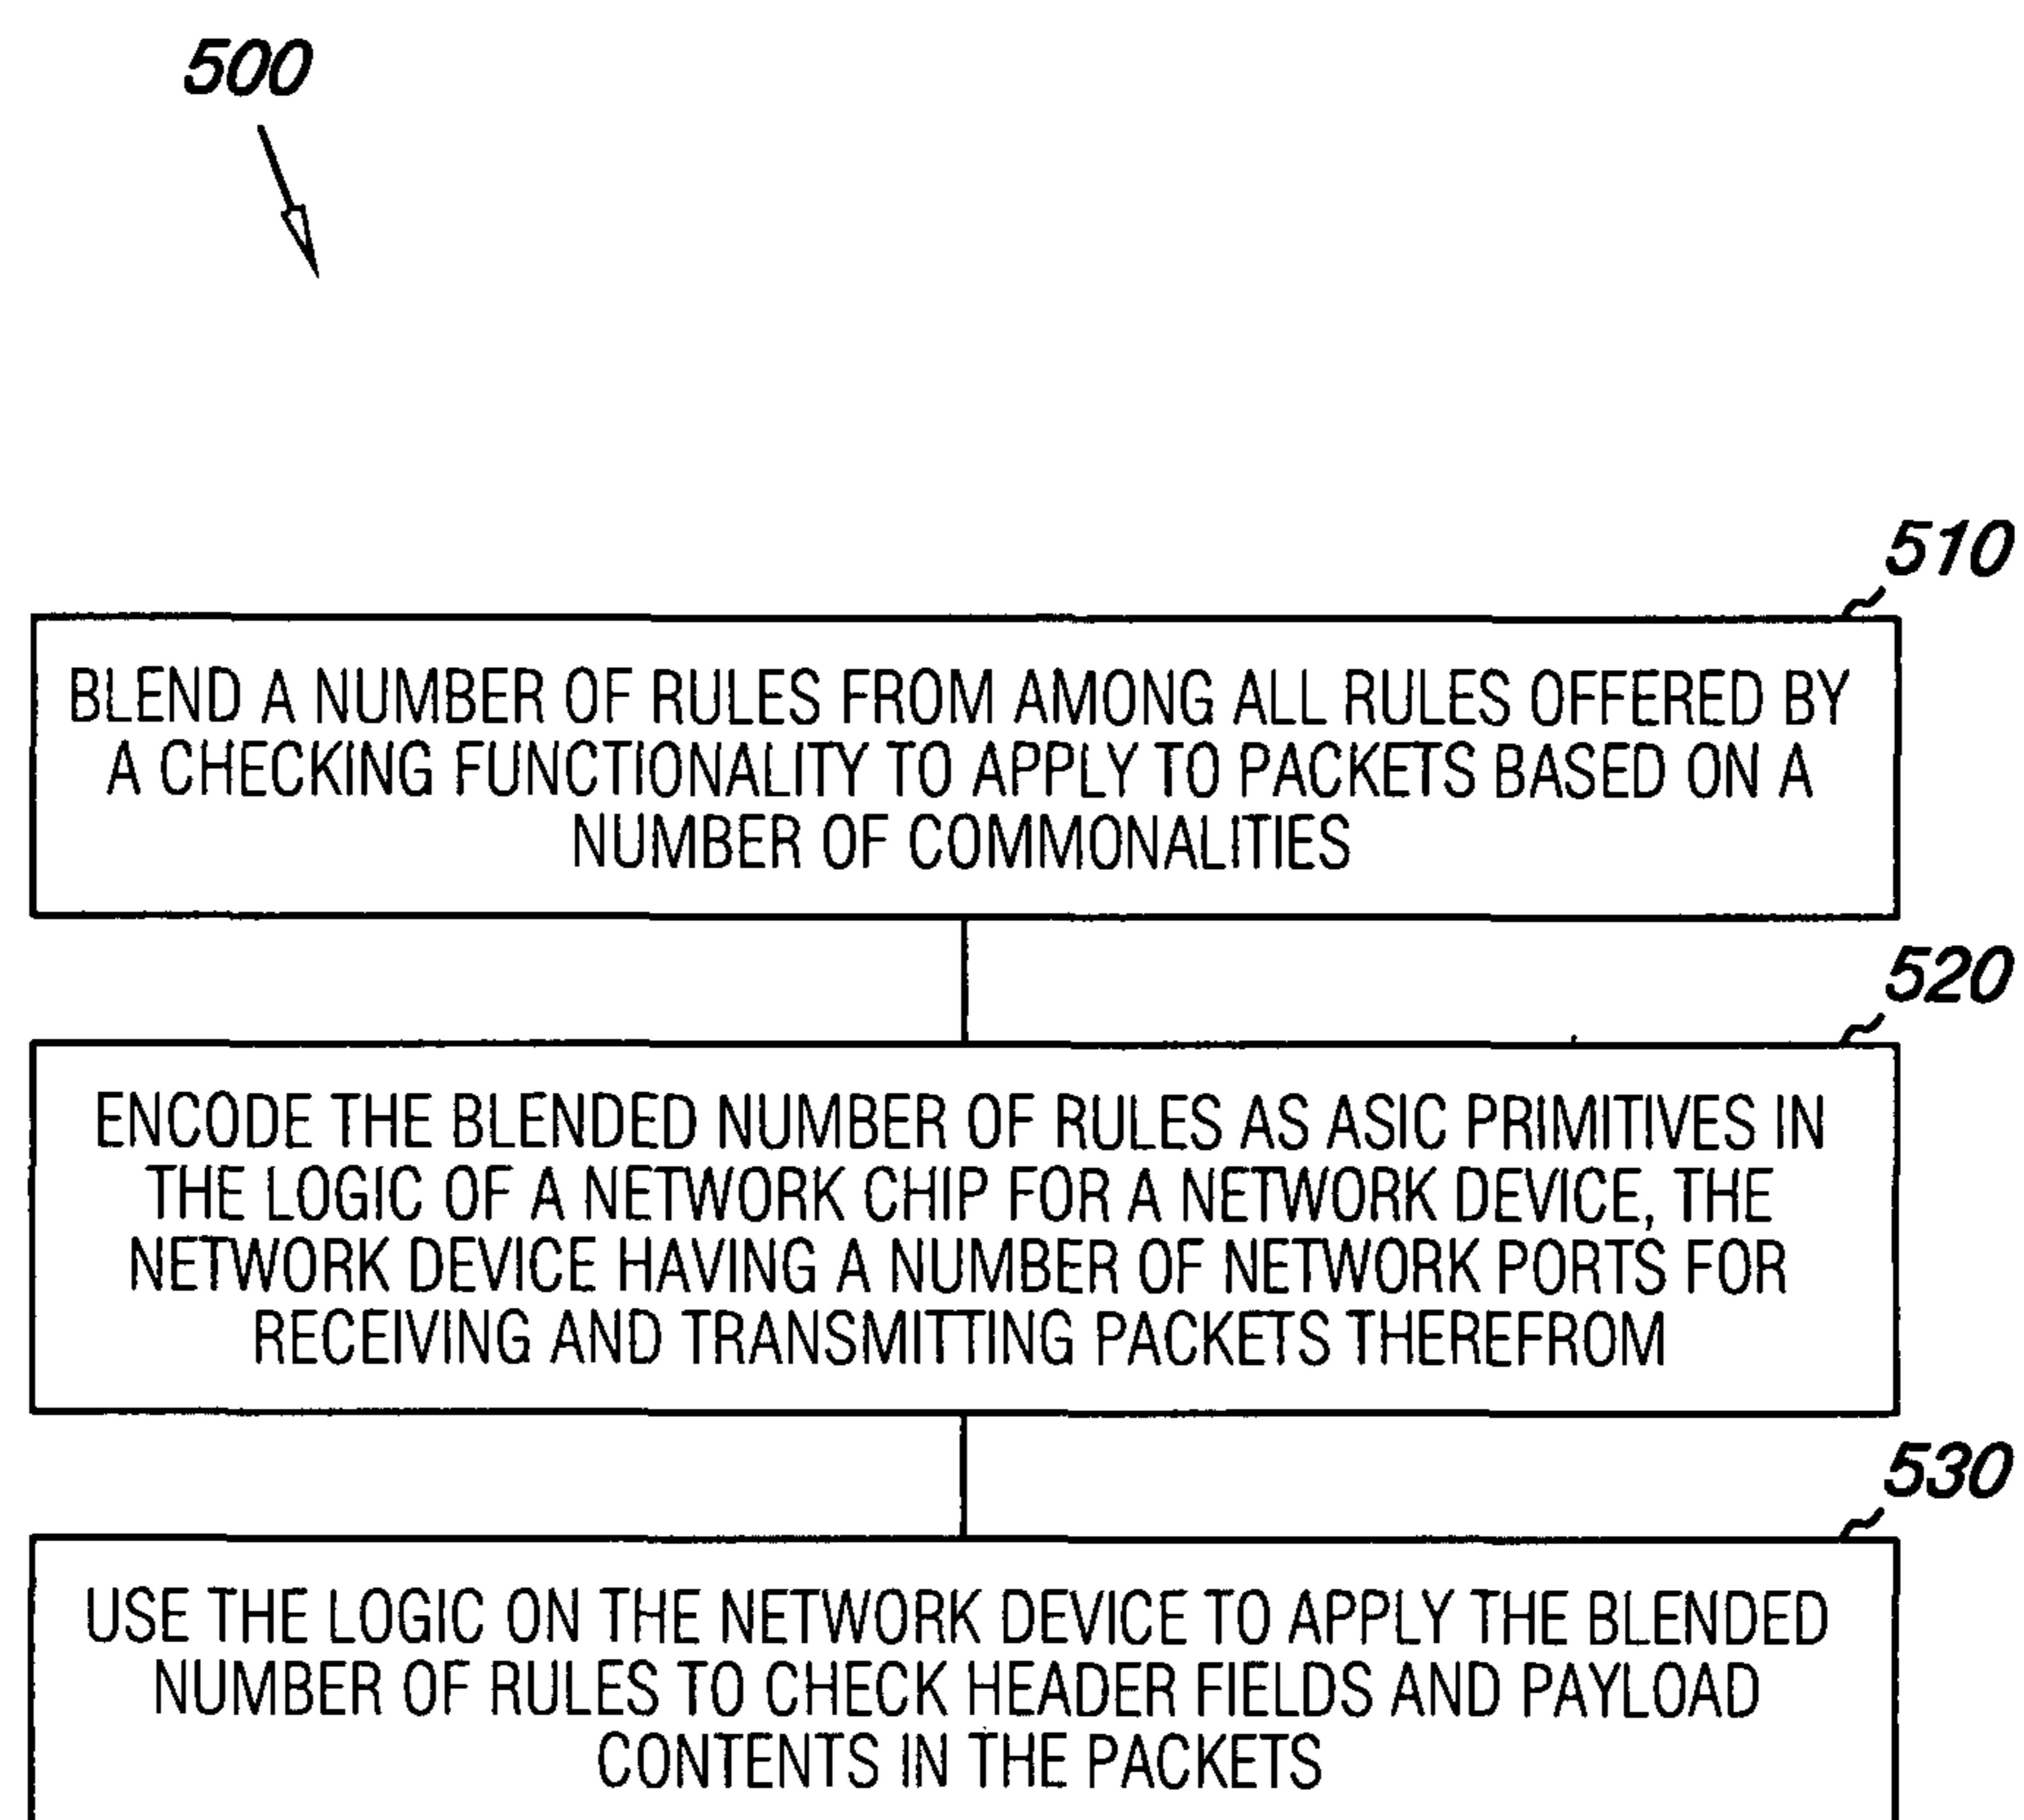 500
510
BLEND A NUMBER OF RULES FROM AMONG ALL RULES OFFERED BY
A CHECKING FUNCTIONALITY TO APPLY TO PACKETS BASED ON A
NUMBER OF COMMONALITIES
520
ENCODE THE BLENDED NUMBER OF RULES AS ASIC PRIMITIVES IN
THE LOGIC OF A NETWORK CHIP FOR A NETWORK DEVICE, THE
NETWORK DEVICE HAVING A NUMBER OF NETWORK PORTS FOR
RECEIVING AND TRANSMITTING PACKETS THEREFROM
530
USE THE LOGIC ON THE NETWORK DEVICE TO APPLY THE BLENDED
NUMBER OF RULES TO CHECK HEADER FIELDS AND PAYLOAD
CONTENTS IN THE PACKETS